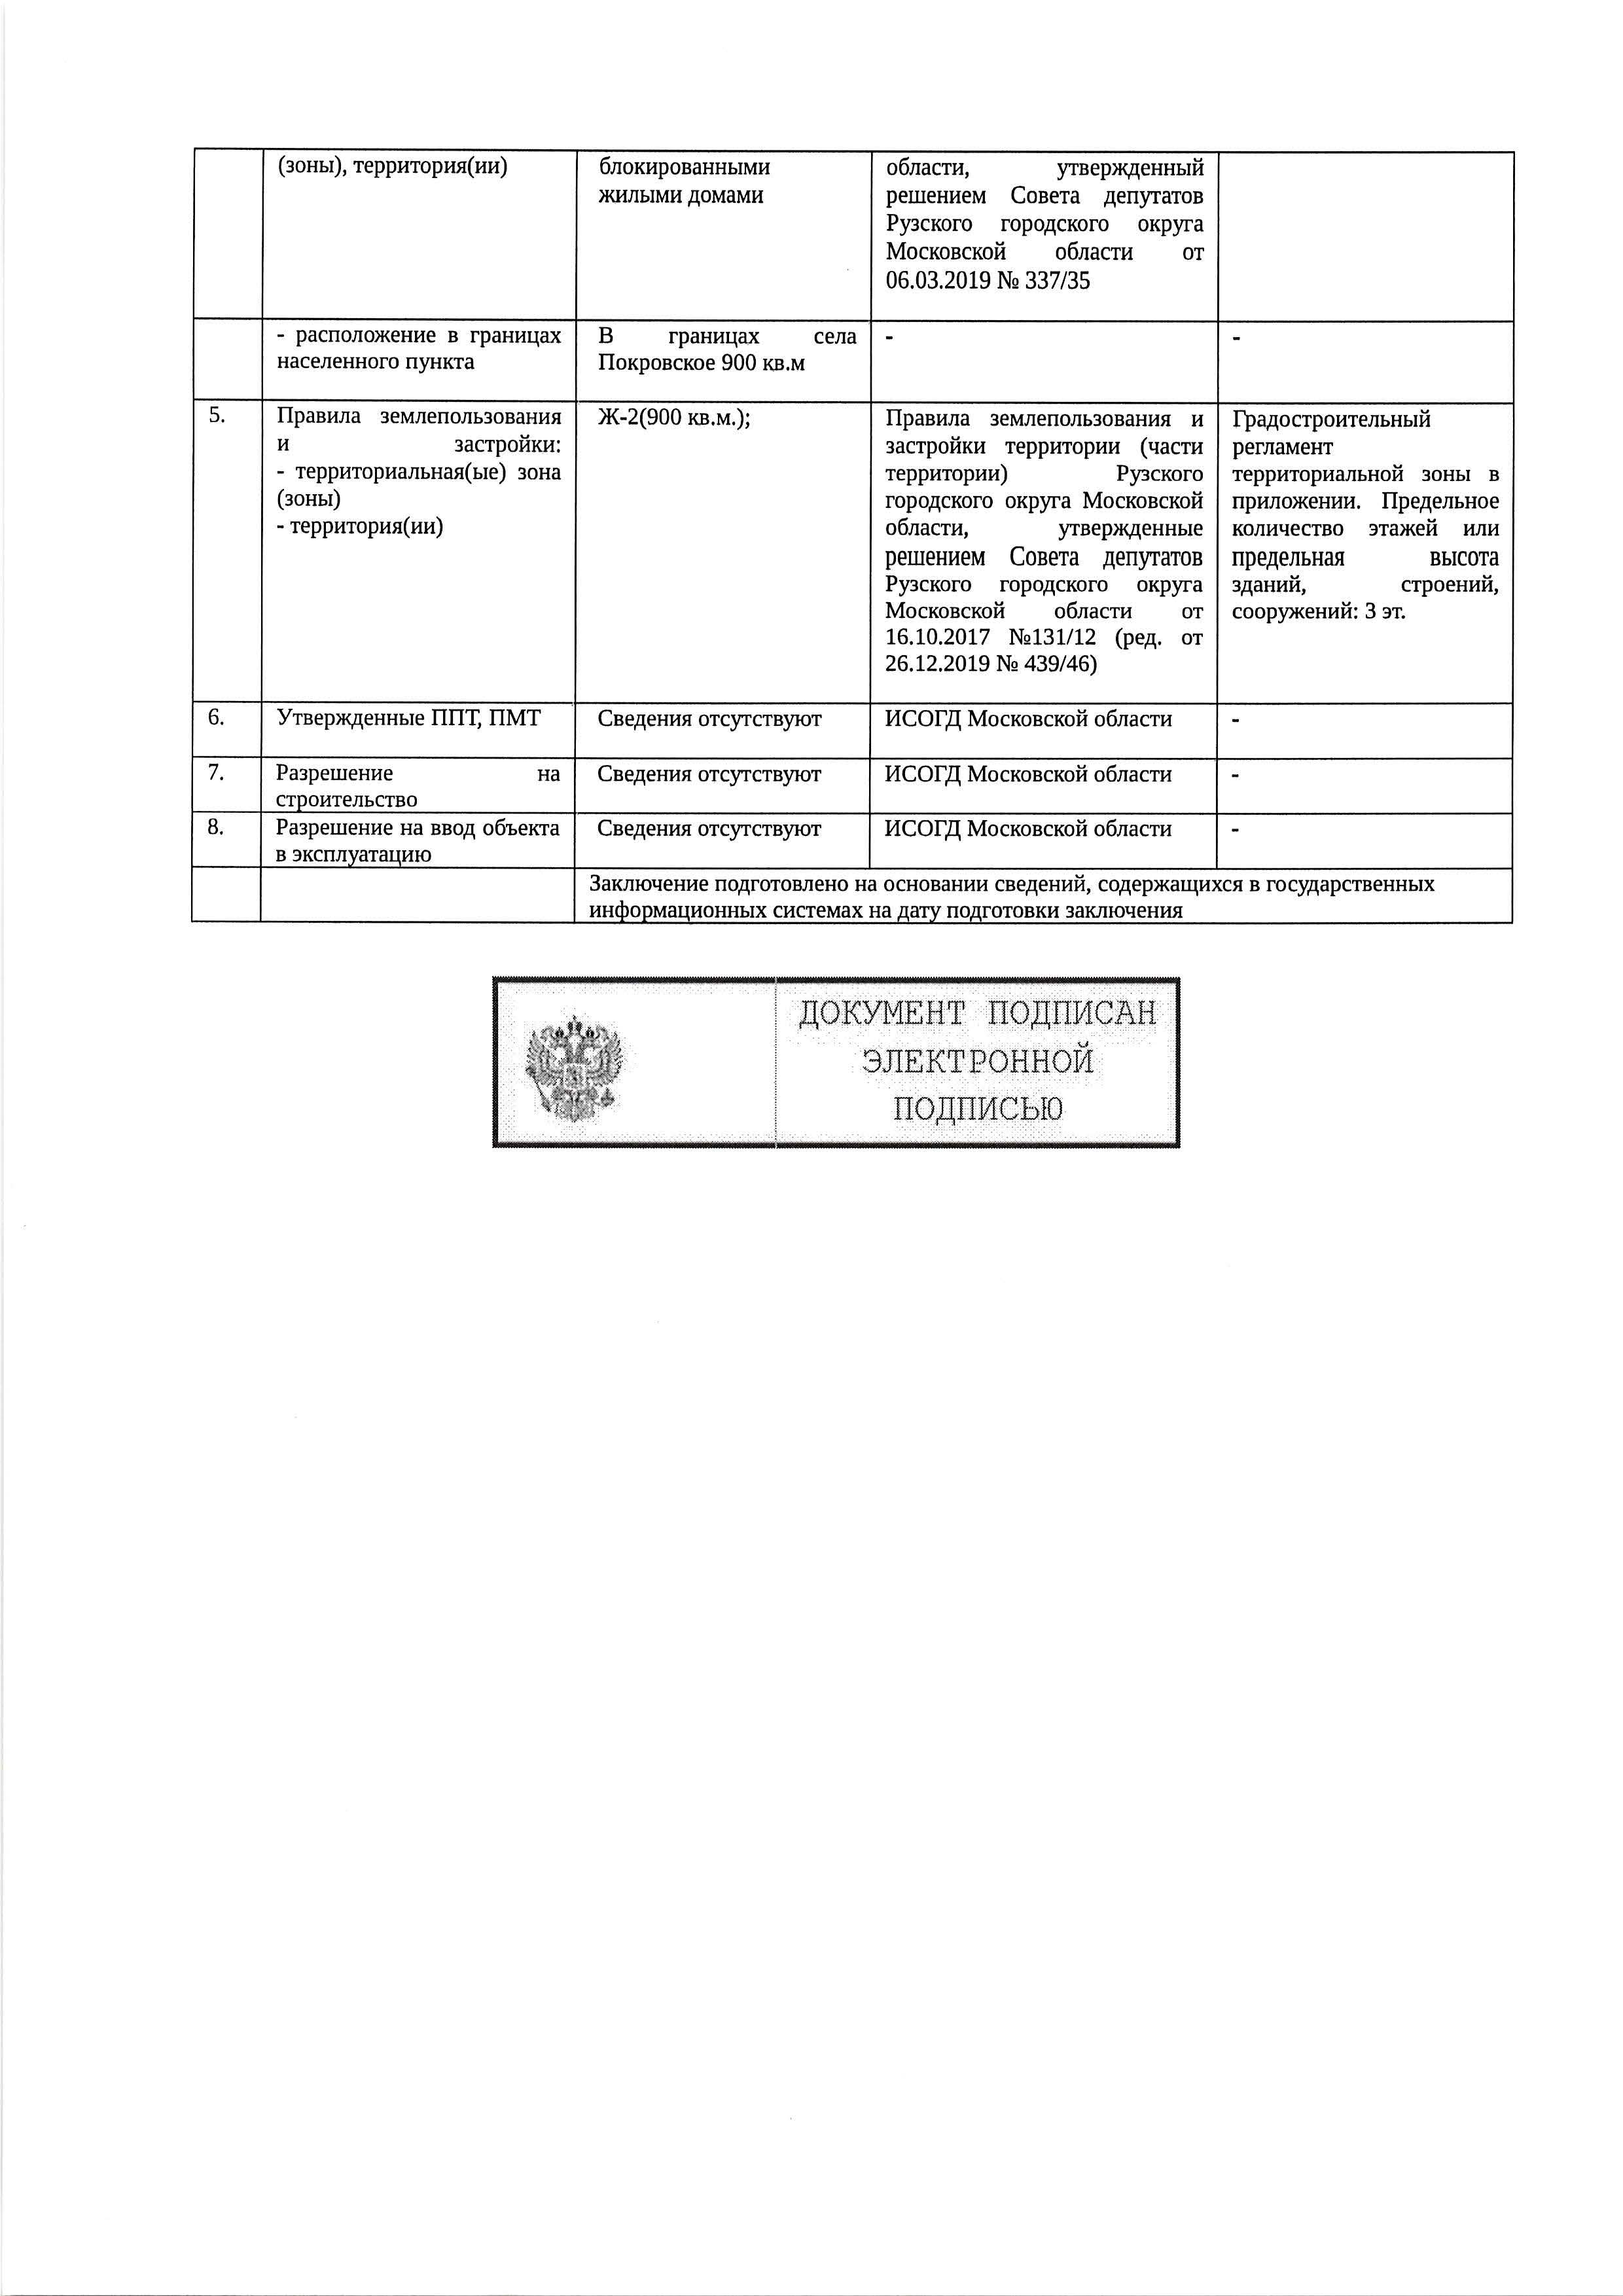 (зоны), территория(ии)
блокированными
жилыми домами
области, утвержденный
решением Совета депутатов
Рузского городского округа
Московской области от
06.03.2019 № 337/35
- расположение в границах
населенного пункта
В границах села
Покровское 900 кв.м
-
-
5.
Правила землепользования
и застройки:
- территориальная(ые) зона
(зоны)
- территория(ии)
Ж-2(900 кв.м.);
Правила землепользования и
застройки территории (части
территории) Рузского
городского округа Московской
области, утвержденные
решением Совета депутатов
Рузского городского округа
Московской области от
16.10.2017 №131/12 (ред. от
26.12.2019 № 439/46)
Градостроительный
регламент
территориальной зоны в
приложении. Предельное
количество этажей или
предельная высота
зданий, строений,
сооружений: 3 эт.
6.
Утвержденные ППТ, ПМТ
Сведения отсутствуют
ИСОГД Московской области
-
7.
Разрешение на
строительство
Сведения отсутствуют
ИСОГД Московской области
-
8.
Разрешение на ввод объекта
в эксплуатацию
Сведения отсутствуют
ИСОГД Московской области
-
Заключение подготовлено на основании сведений, содержащихся в государственных
информационных системах на дату подготовки заключения
ДОКУМЕНТ ПОДПИСАН
ЭЛЕКТРОННОЙ
ПОДПИСЬЮ